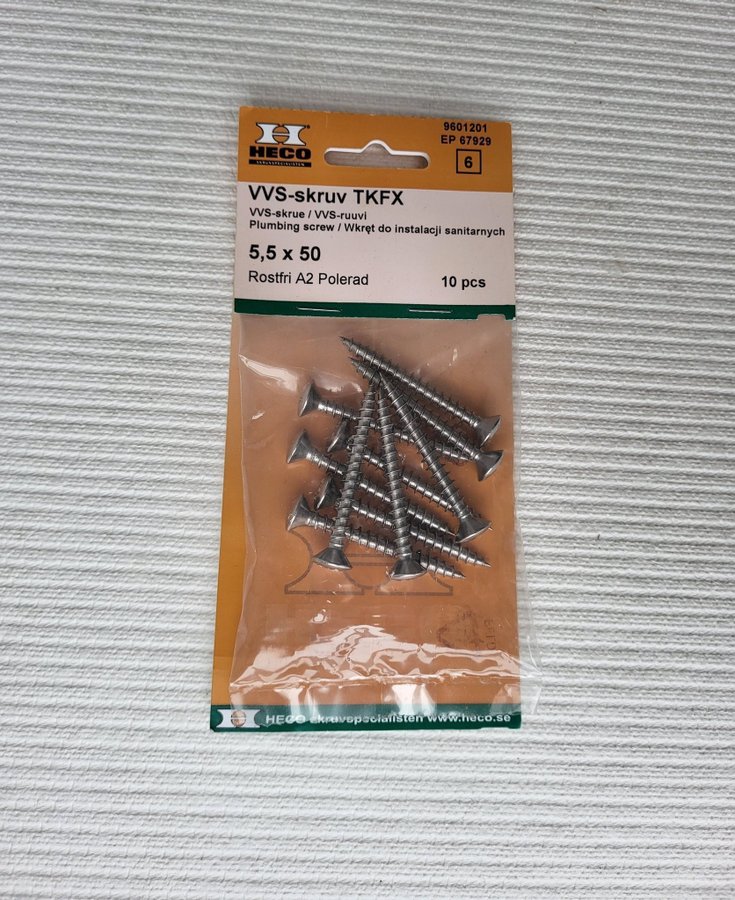 H
HECO
SKRUVSPECIALISTEN
9601201
EP 67929
6
VVS-skruv TKFX
VVS-skrue / VVS-ruuvi
Plumbing screw / Wkręt do instalacji sanitarnych
5,5 x 50
Rostfri A2 Polerad
10 pcs
HECO skruvspecialisten www.heco.se